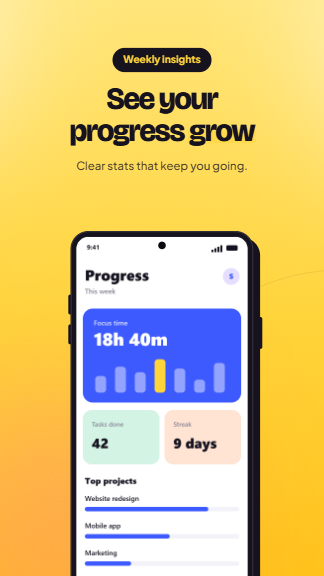 Weekly insights
See your
progress grow
Clear stats that keep you going.
9:41
Progress
S
This week
Focus time
18h 40m
Tasks done
Streak
42
9 days
Top projects
Website redesign
Mobile app
Marketing